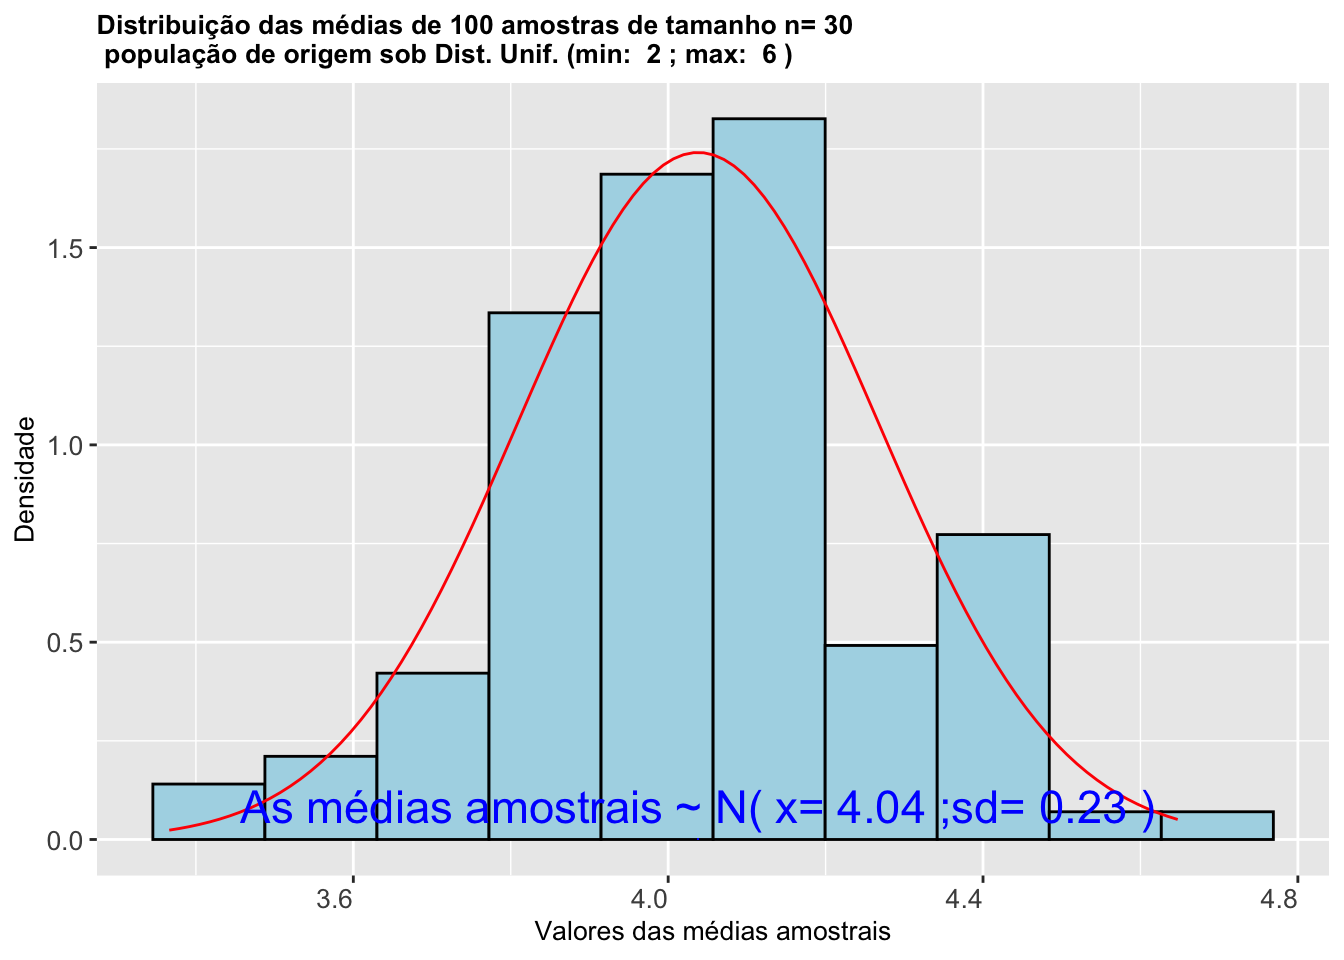 Distribuição das médias de 100 amostras de tamanho n= 30
população de origem sob Dist. Unif. (min:  2 ; max:  6 )
Densidade
1.5
1.0
0.5
0.0
As médias amostrais ~ N( x= 4.04 ;sd= 0.23 )
3.6
4.0
4.4
4.8
Valores das médias amostrais